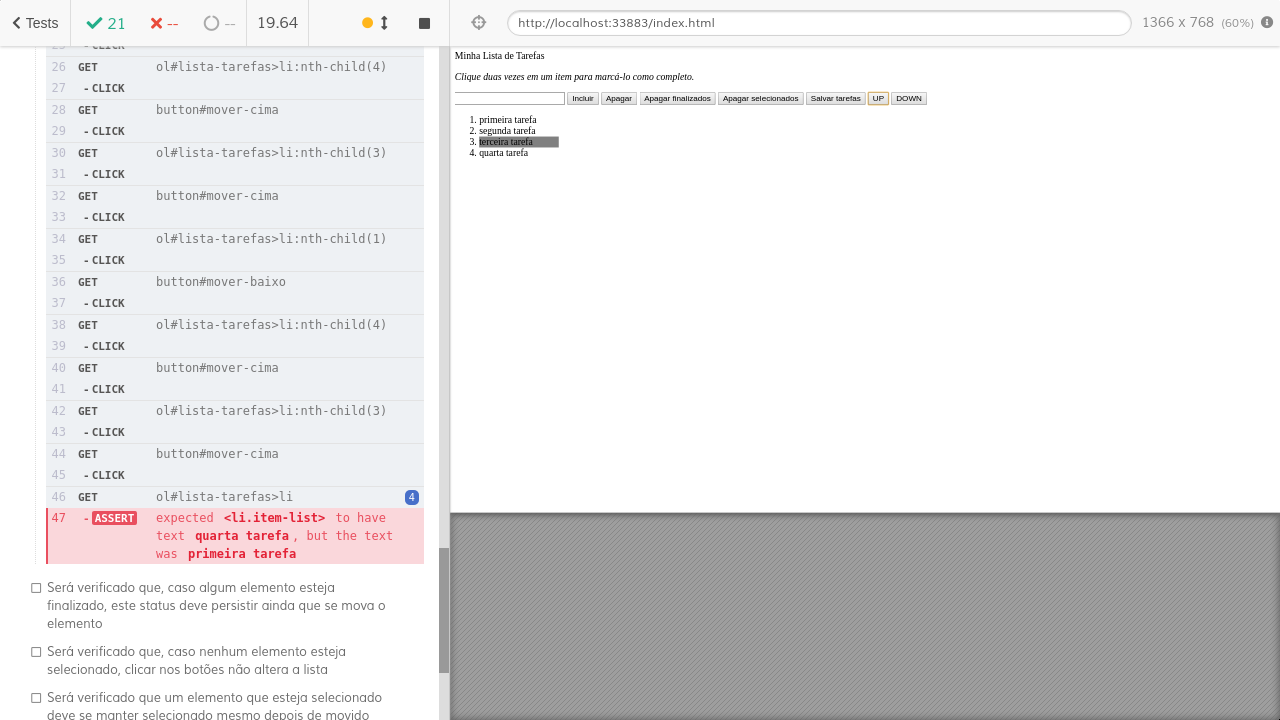 Tests
21
--
--
19.64
http://localhost:33883/index.html
1366 x 768 (60%)
- CLICK
26 GET ol#lista-tarefas>li:nth-child(4)
27 - CLICK
28 GET button#mover-cima
29 - CLICK
30 GET ol#lista-tarefas>li:nth-child(3)
31 - CLICK
32 GET button#mover-cima
33 - CLICK
34 GET ol#lista-tarefas>li:nth-child(1)
35 - CLICK
36 GET button#mover-baixo
37 - CLICK
38 GET ol#lista-tarefas>li:nth-child(4)
39 - CLICK
40 GET button#mover-cima
41 - CLICK
42 GET ol#lista-tarefas>li:nth-child(3)
43 - CLICK
44 GET button#mover-cima
45 - CLICK
46 GET ol#lista-tarefas>li 4
47 - ASSERT expected <li.item-list> to have
text quarta tarefa, but the text
was primeira tarefa
Será verificado que, caso algum elemento esteja
finalizado, este status deve persistir ainda que se mova o
elemento
Será verificado que, caso nenhum elemento esteja
selecionado, clicar nos botões não altera a lista
Será verificado que um elemento que esteja selecionado
deve se manter selecionado mesmo depois de movido
Minha Lista de Tarefas
Clique duas vezes em um item para marcá-lo como completo.
Incluir Apagar Apagar finalizados Apagar selecionados Salvar tarefas UP DOWN
1. primeira tarefa
2. segunda tarefa
3. terceira tarefa
4. quarta tarefa